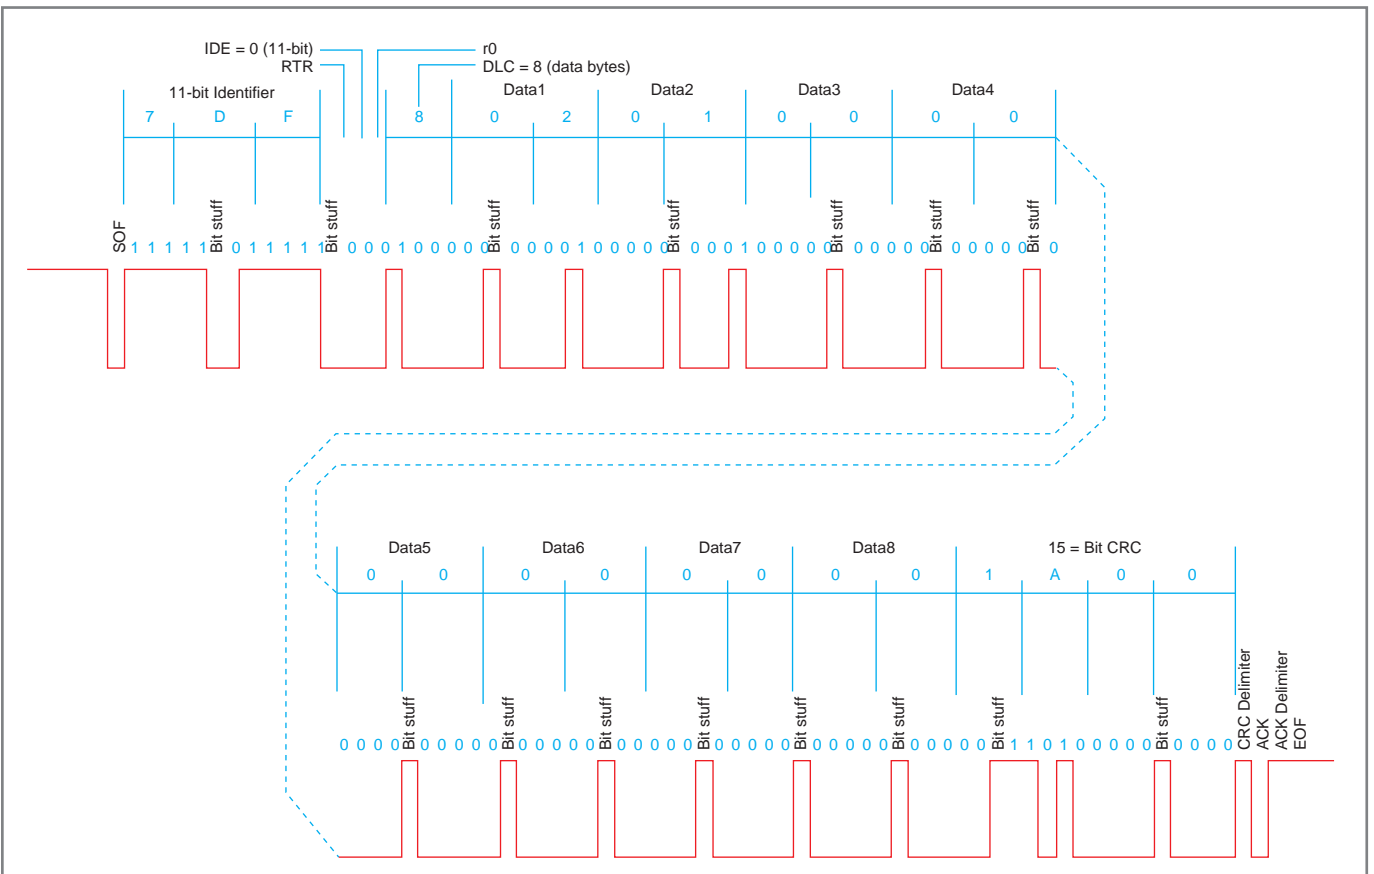 IDE = 0 (11-bit)
RTR
r0
DLC = 8 (data bytes)
11-bit Identifier
Data1
Data2
Data3
Data4
7 D F 8 0 2 0 1 0 0 0 0
SOF 1 1 1 1 1 Bit stuff 0 1 1 1 1 1 Bit stuff 0 0 0 1 0 0 0 0 0 Bit stuff 0 0 0 0 1 0 0 0 0 0 Bit stuff 0 0 0 1 0 0 0 0 0 Bit stuff 0 0 0 0 0 Bit stuff 0 0 0 0 0 Bit stuff 0
Data5
Data6
Data7
Data8
15 = Bit CRC
0 0 0 0 0 0 0 0 1 A 0 0
0 0 0 0 Bit stuff 0 0 0 0 0 Bit stuff 0 0 0 0 0 Bit stuff 0 0 0 0 0 Bit stuff 0 0 0 0 0 Bit stuff 0 0 0 0 0 Bit stuff 0 0 0 0 0 Bit stuff 1 1 0 1 0 0 0 0 0 Bit stuff 0 0 0 0
CRC Delimiter
ACK
ACK Delimiter
EOF